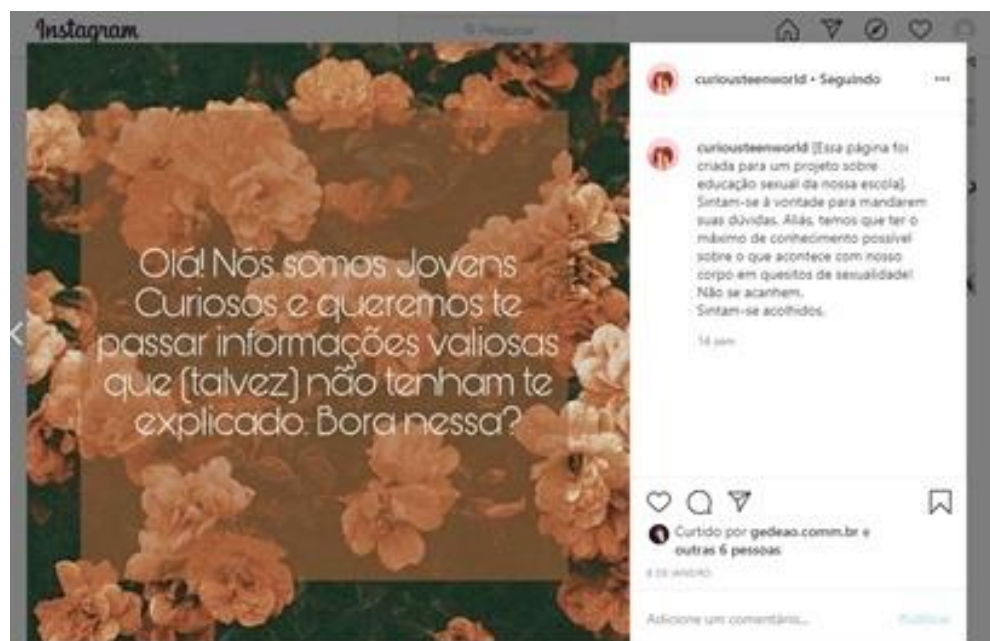 Instagram
Pesquisar
curiousteenworld • Seguindo
Olá! Nós somos Jovens
Curiosos e queremos te
passar informações valiosas
que (talvez) não tenham te
explicado. Bora nessa?
curiousteenworld [Essa página foi
criada para um projeto sobre
educação sexual da nossa escola].
Sintam-se à vontade para mandarem
suas dúvidas. Aliás, temos que ter o
máximo de conhecimento possível
sobre o que acontece com nosso
corpo em quesitos de sexualidade!
Não se acanhem.
Sintam-se acolhidos.
14 sem
Curtido por gedeao.comm.br e
outras 6 pessoas
8 DE JANEIRO
Adicione um comentário...
Publicar